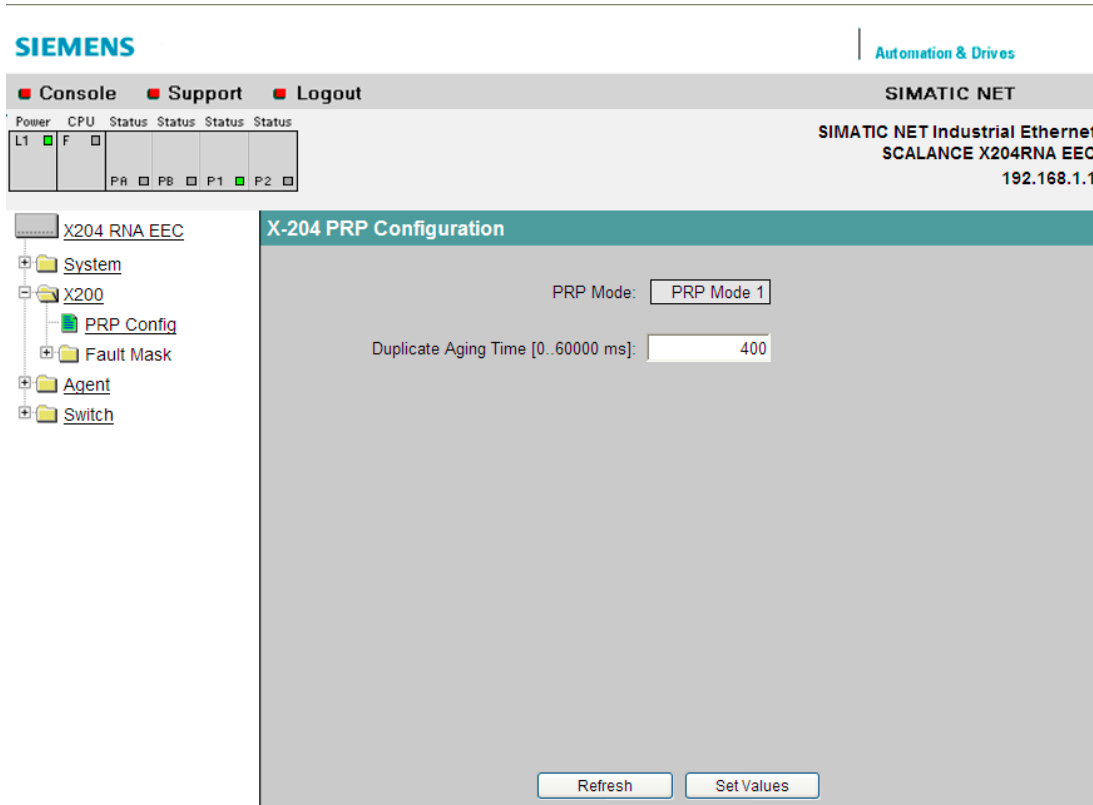 SIEMENS
Automation & Drives
Console Support Logout SIMATIC NET
Power CPU Status Status Status Status
L1 F
PA PB P1 P2
SIMATIC NET Industrial Ethernet
SCALANCE X204RNA EEC
192.168.1.1
X204 RNA EEC
System
X200
PRP Config
Fault Mask
Agent
Switch
X-204 PRP Configuration
PRP Mode: PRP Mode 1
Duplicate Aging Time [0..60000 ms]: 400
Refresh Set Values